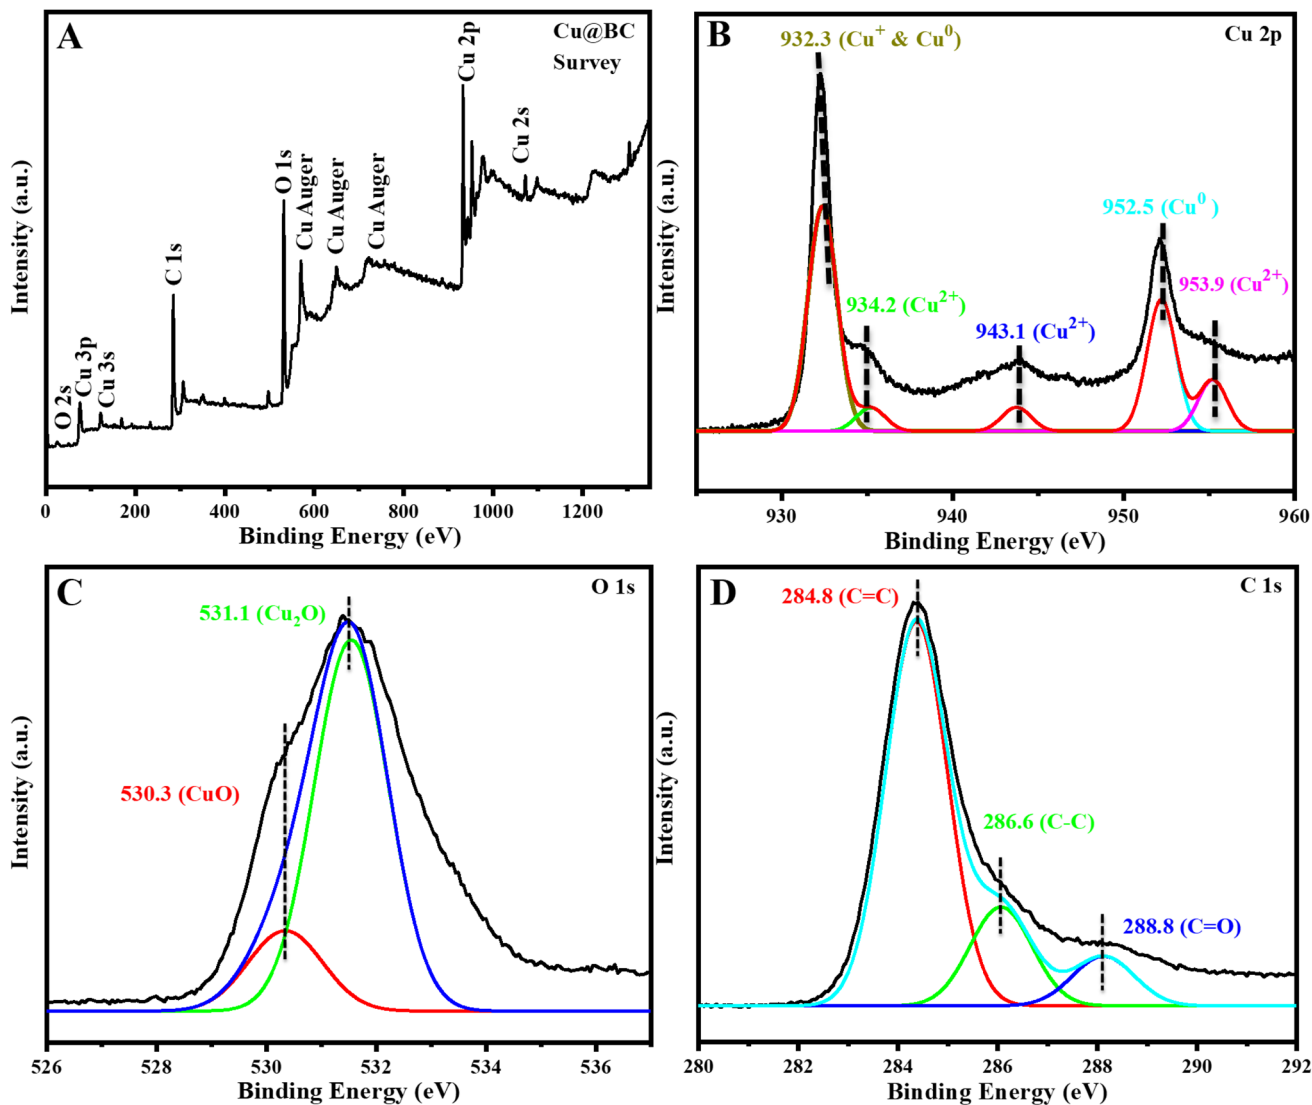 A
Cu@BC
Survey
O 2s
Cu 3p
Cu 3s
C 1s
O 1s
Cu Auger
Cu Auger
Cu Auger
Cu 2p
Cu 2s
Intensity (a.u.)
0 200 400 600 800 1000 1200
Binding Energy (eV)
B
932.3 (Cu⁺ & Cu⁰)
Cu 2p
934.2 (Cu²⁺)
943.1 (Cu²⁺)
952.5 (Cu⁰ )
953.9 (Cu²⁺)
Intensity (a.u.)
930 940 950 960
Binding Energy (eV)
C
O 1s
531.1 (Cu₂O)
530.3 (CuO)
Intensity (a.u.)
526 528 530 532 534 536
Binding Energy (eV)
D
C 1s
284.8 (C=C)
286.6 (C-C)
288.8 (C=O)
Intensity (a.u.)
280 282 284 286 288 290 292
Binding Energy (eV)